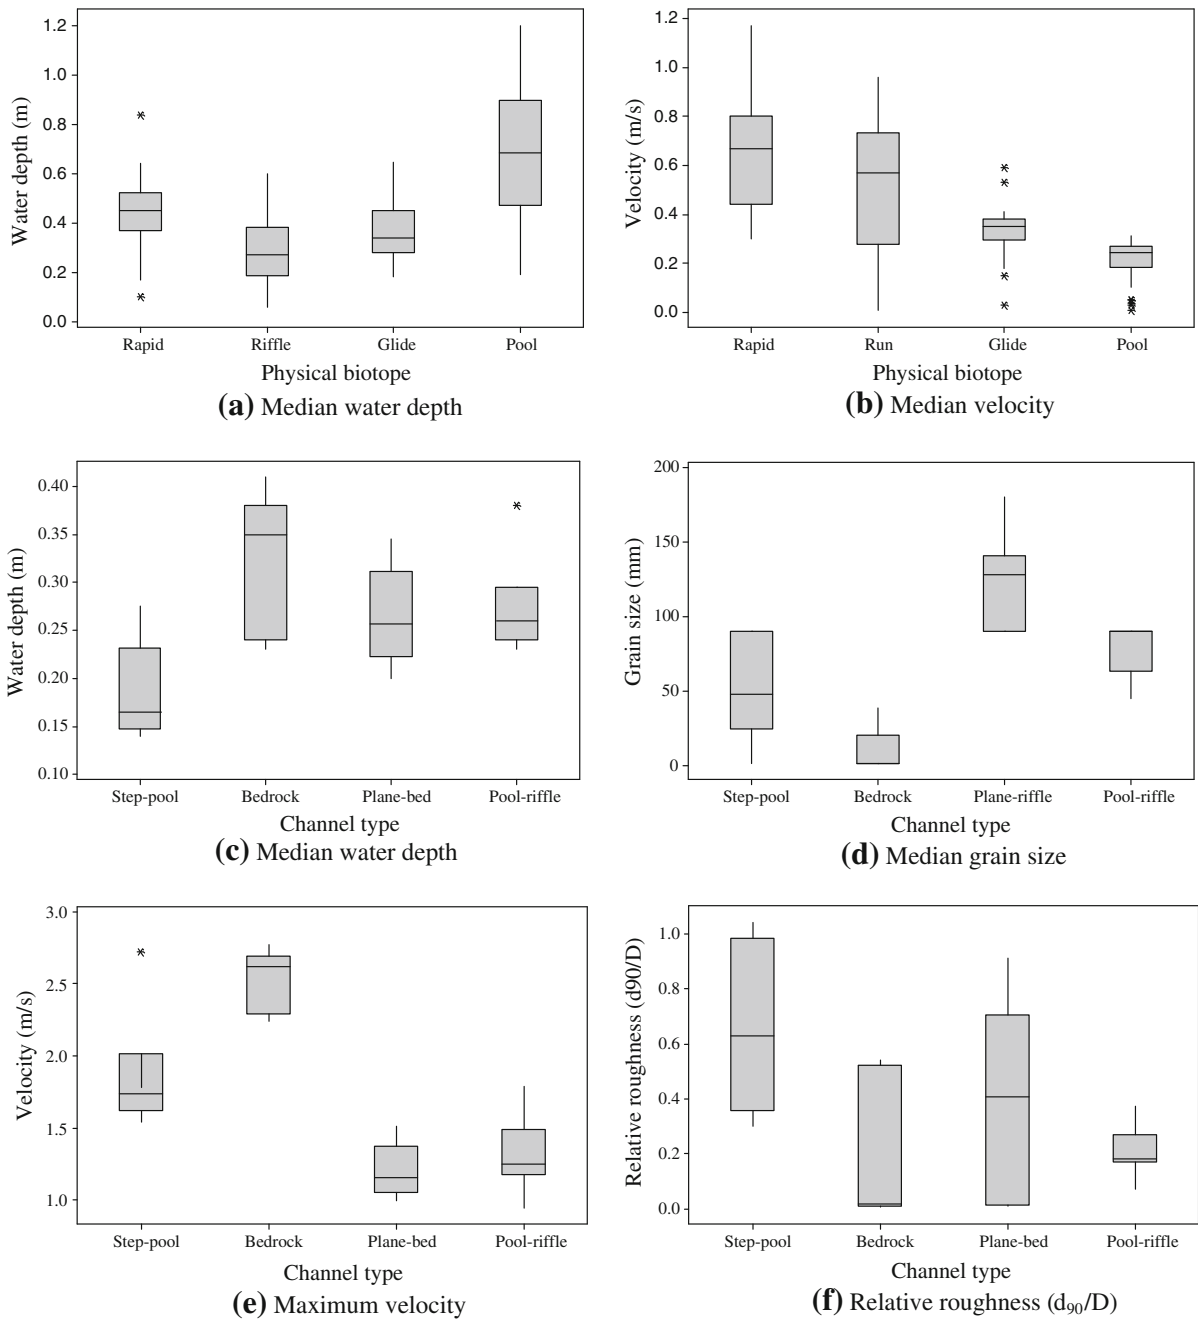 1.2
1.0
0.8
0.6
0.4
0.2
0.0
Water depth (m)
Rapid Riffle Glide Pool
Physical biotope
(a) Median water depth
1.2
1.0
0.8
0.6
0.4
0.2
0.0
Velocity (m/s)
Rapid Run Glide Pool
Physical biotope
(b) Median velocity
0.40
0.35
0.30
0.25
0.20
0.15
0.10
Water depth (m)
Step-pool Bedrock Plane-bed Pool-riffle
Channel type
(c) Median water depth
200
150
100
50
0
Grain size (mm)
Step-pool Bedrock Plane-riffle Pool-riffle
Channel type
(d) Median grain size
3.0
2.5
2.0
1.5
1.0
Velocity (m/s)
Step-pool Bedrock Plane-bed Pool-riffle
Channel type
(e) Maximum velocity
1.0
0.8
0.6
0.4
0.2
0.0
Relative roughness (d90/D)
Step-pool Bedrock Plane-bed Pool-riffle
Channel type
(f) Relative roughness (d₉₀/D)